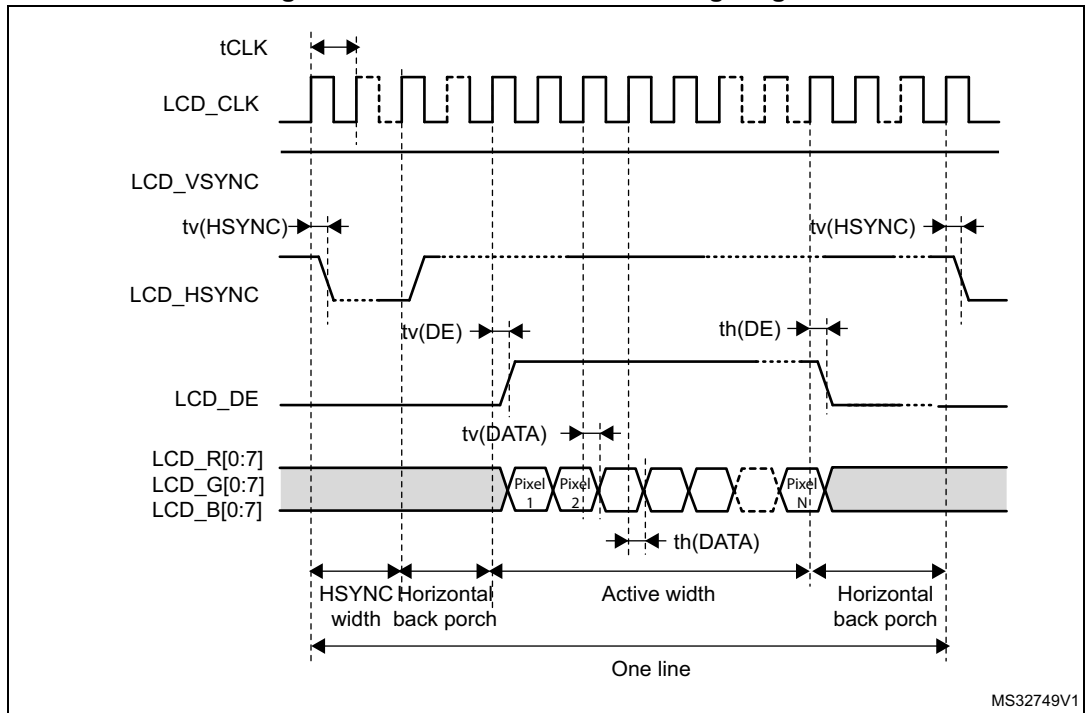 tCLK
LCD_CLK
LCD_VSYNC
tv(HSYNC)
tv(HSYNC)
LCD_HSYNC
tv(DE)
th(DE)
LCD_DE
tv(DATA)
LCD_R[0:7]
LCD_G[0:7]
LCD_B[0:7]
Pixel 1
Pixel 2
Pixel N
th(DATA)
HSYNC width
Horizontal back porch
Active width
Horizontal back porch
One line
MS32749V1